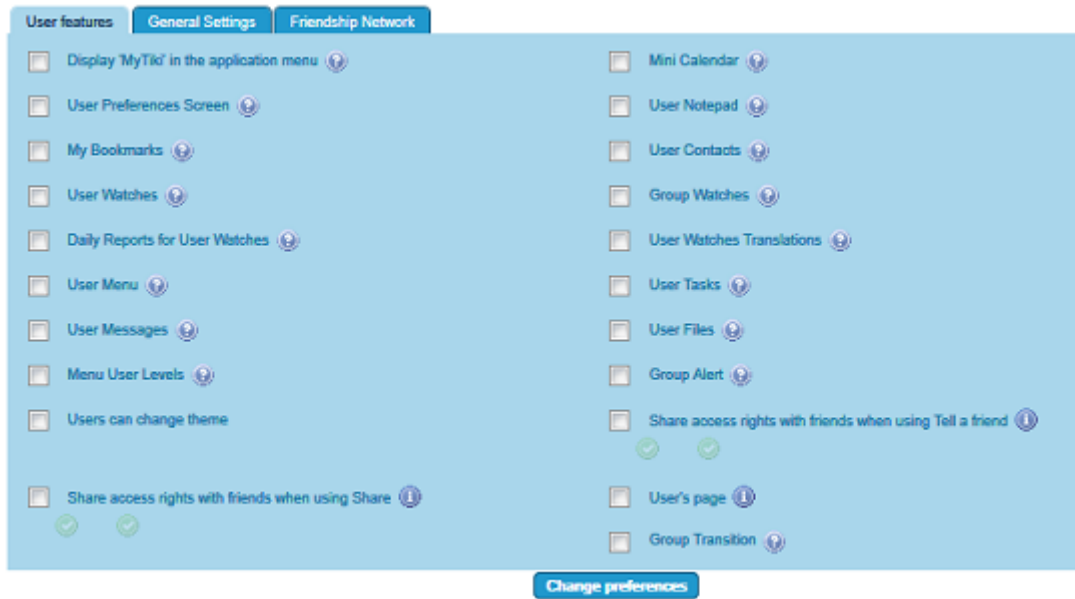 User features General Settings Friendship Network
Display 'MyTiki' in the application menu Mini Calendar
User Preferences Screen User Notepad
My Bookmarks User Contacts
User Watches Group Watches
Daily Reports for User Watches User Watches Translations
User Menu User Tasks
User Messages User Files
Menu User Levels Group Alert
Users can change theme Share access rights with friends when using Tell a friend
Share access rights with friends when using Share User's page
Group Transition
Change preferences